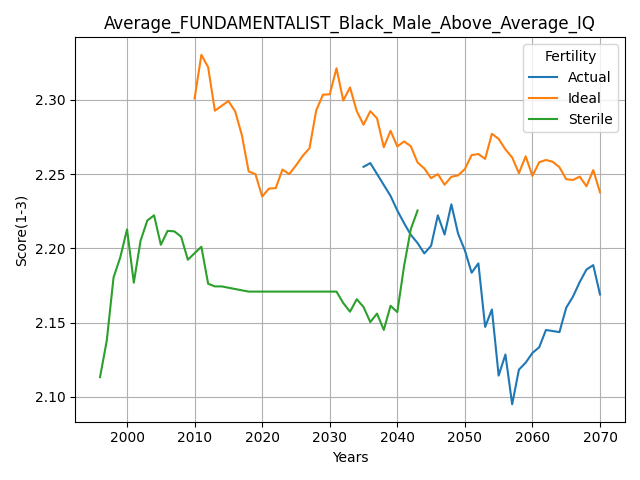 Average_FUNDAMENTALIST_Black_Male_Above_Average_IQ
Fertility
Actual
Ideal
Sterile
Score(1-3)
2.30
2.25
2.20
2.15
2.10
2000 2010 2020 2030 2040 2050 2060 2070
Years